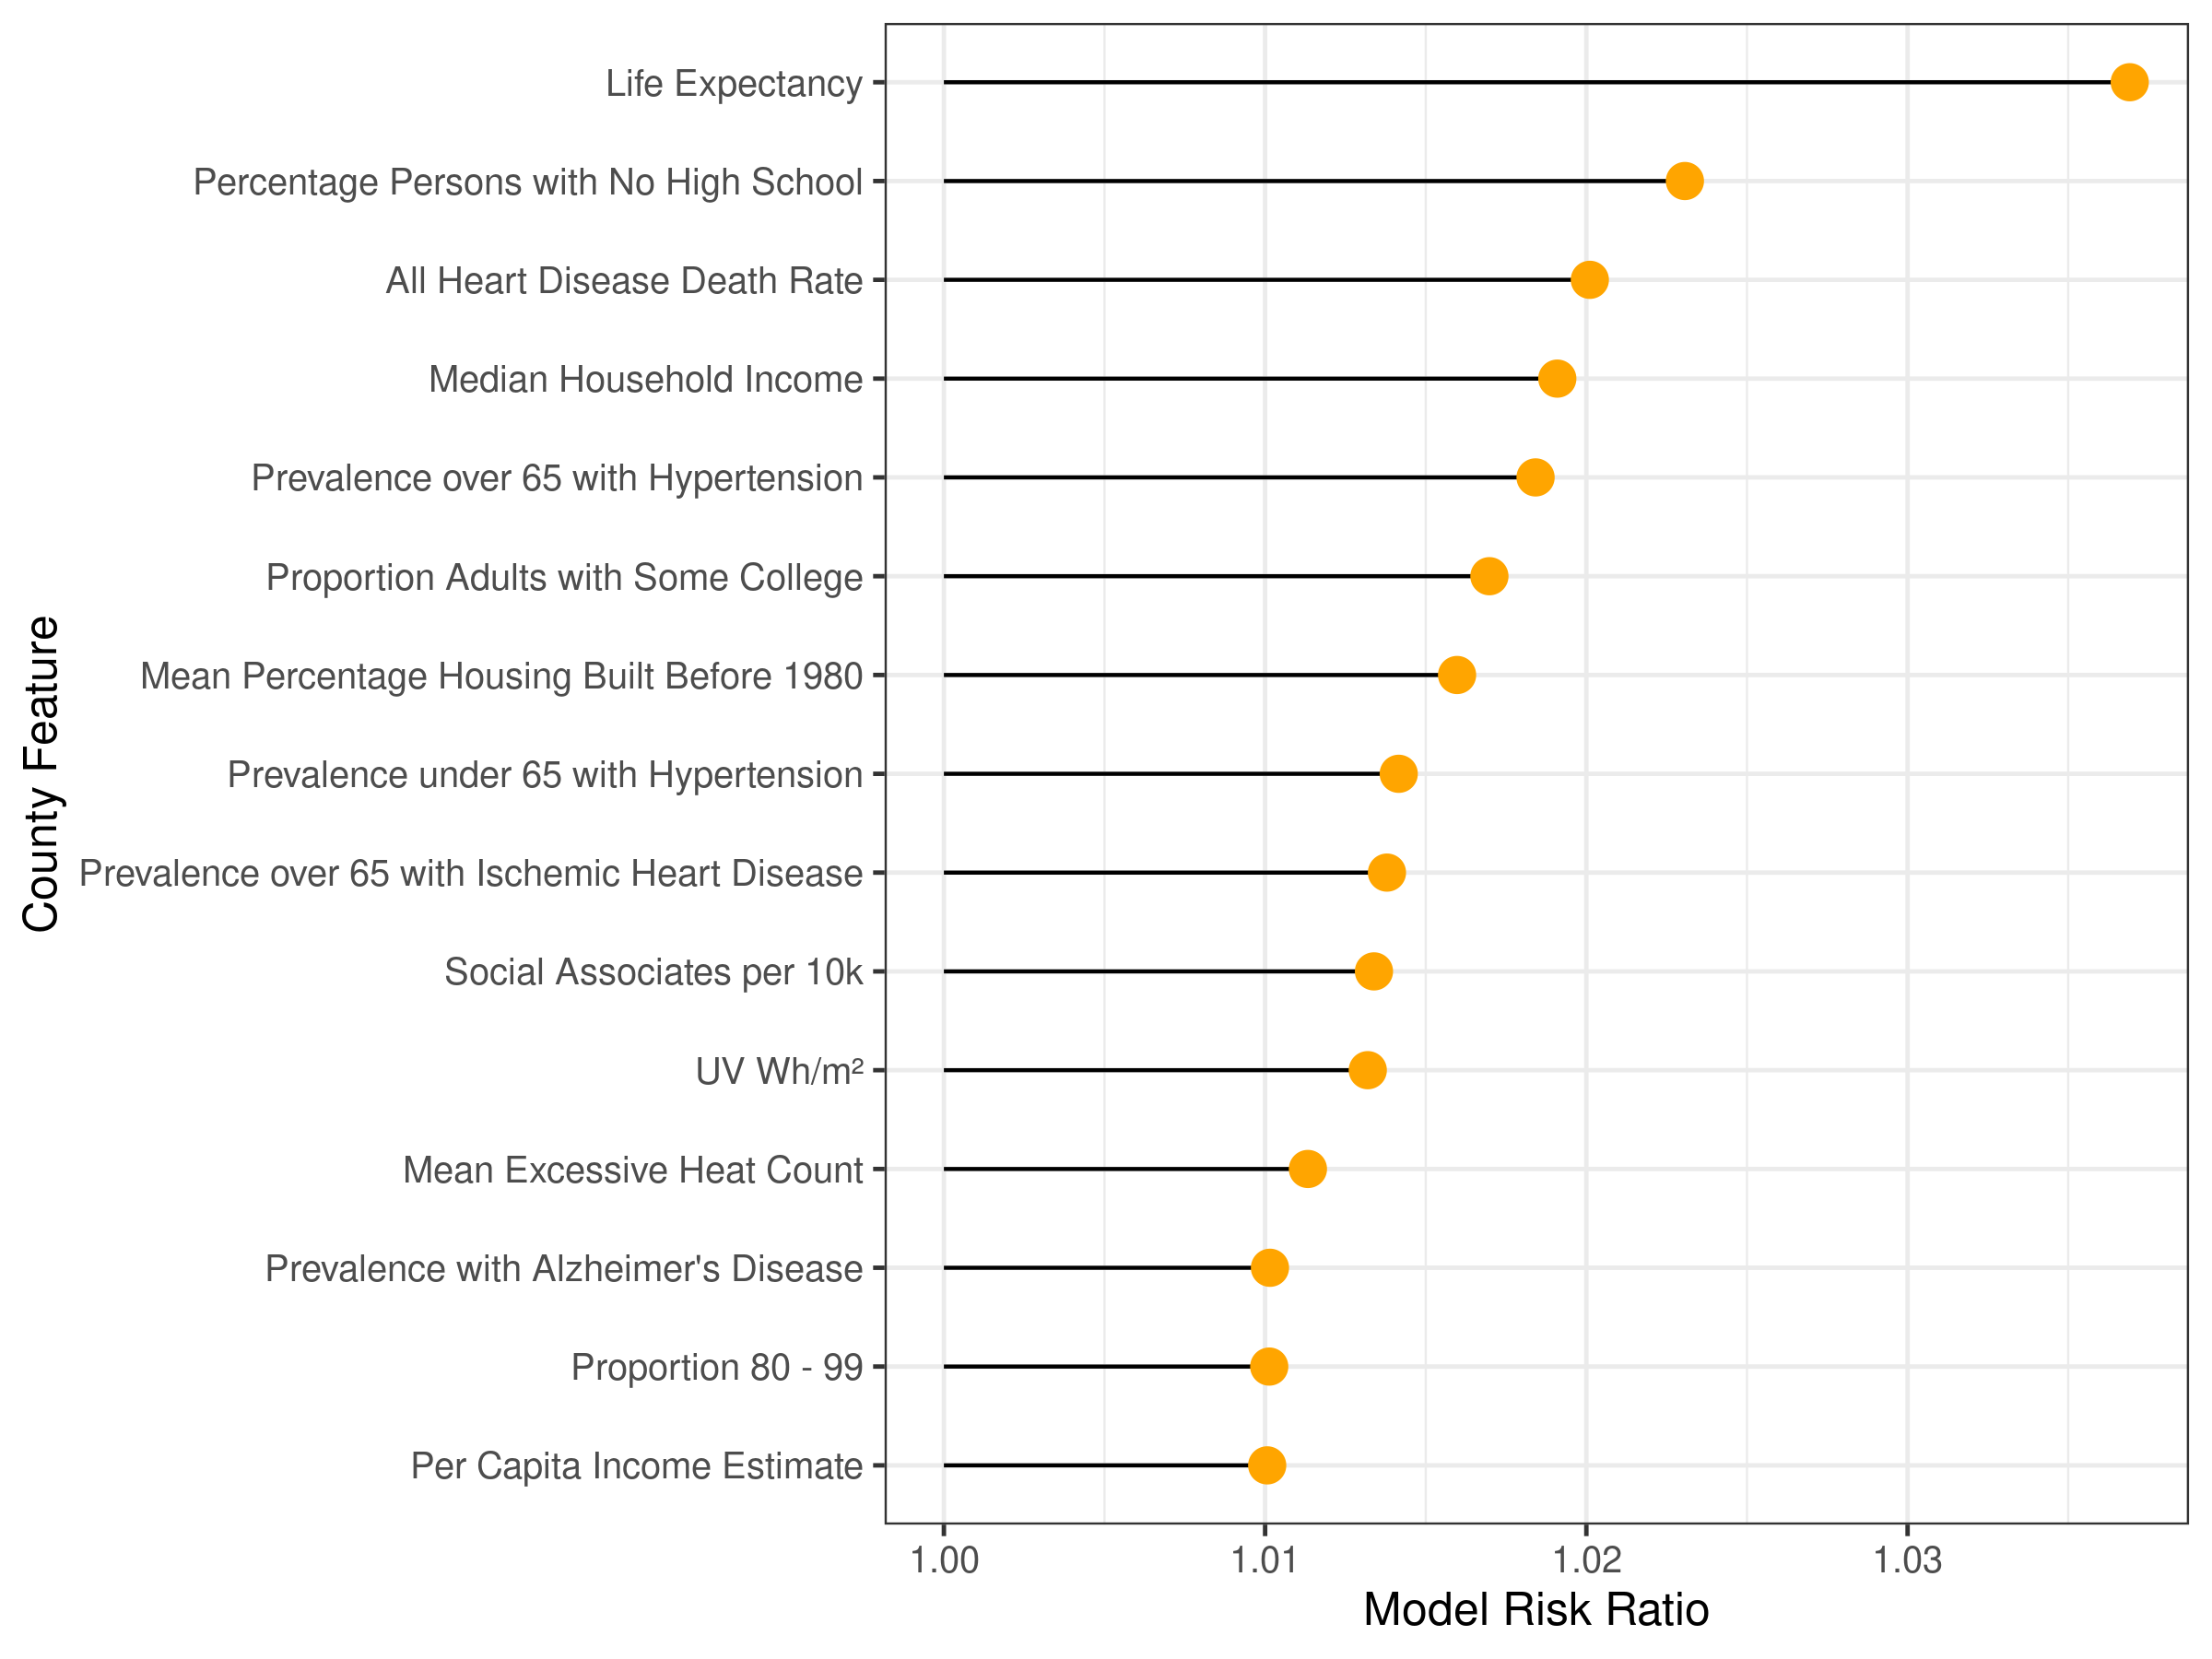 Life Expectancy
Percentage Persons with No High School
All Heart Disease Death Rate
Median Household Income
Prevalence over 65 with Hypertension
Proportion Adults with Some College
Mean Percentage Housing Built Before 1980
Prevalence under 65 with Hypertension
Prevalence over 65 with Ischemic Heart Disease
Social Associates per 10k
UV Wh/m²
Mean Excessive Heat Count
Prevalence with Alzheimer's Disease
Proportion 80 - 99
Per Capita Income Estimate
County Feature
1.00 1.01 1.02 1.03
Model Risk Ratio